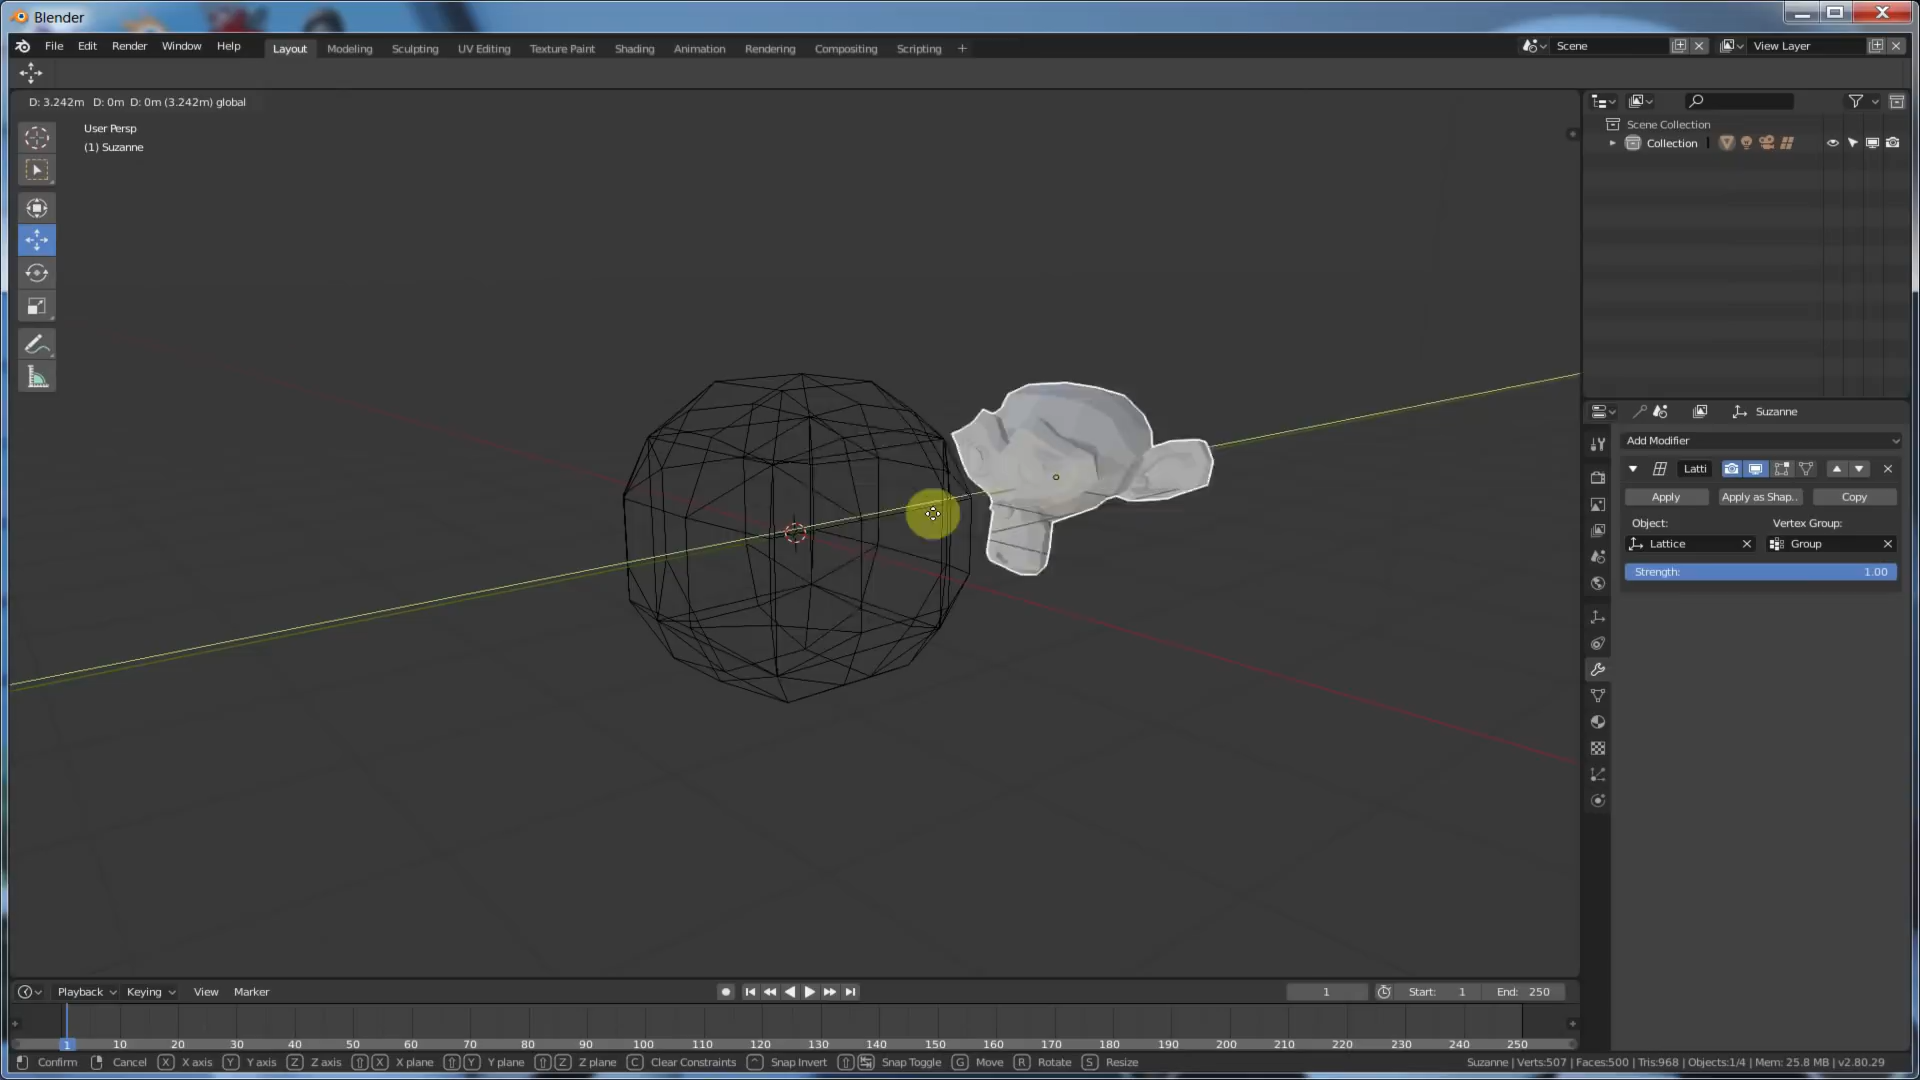 Blender
File Edit Render Window Help
Layout Modeling Sculpting UV Editing Texture Paint Shading Animation Rendering Compositing Scripting +
Scene
View Layer
D: 3.242m D: 0m D: 0m (3.242m) global
User Persp
(1) Suzanne
Scene Collection
Collection
Suzanne
Add Modifier
Latti
Apply Apply as Shap.. Copy
Object: Vertex Group:
Lattice Group
Strength: 1.00
Playback Keying View Marker
1 Start: 1 End: 250
1 10 20 30 40 50 60 70 80 90 100 110 120 130 140 150 160 170 180 190 200 210 220 230 240 250
Confirm Cancel X X axis Y Y axis Z Z axis X X plane Y Y plane Z Z plane C Clear Constraints ^ Snap Invert Snap Toggle G Move R Rotate S Resize
Suzanne | Verts:507 | Faces:500 | Tris:968 | Objects:1/4 | Mem: 25.8 MB | v2.80.29